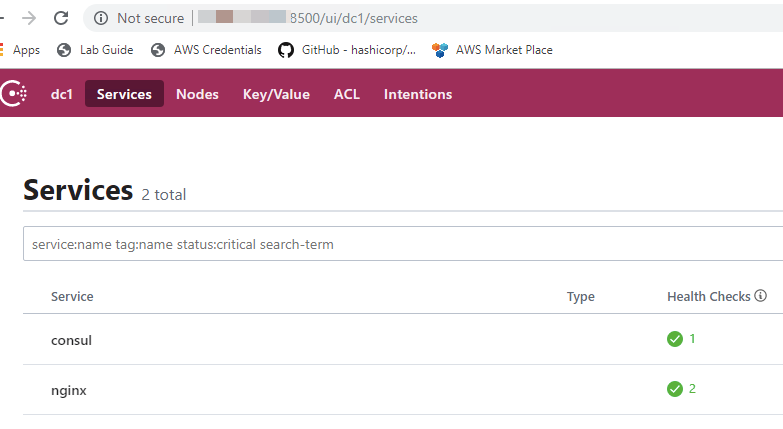 Not secure 8500/ui/dc1/services
Apps Lab Guide AWS Credentials GitHub - hashicorp/... AWS Market Place
dc1 Services Nodes Key/Value ACL Intentions
Services 2 total
service:name tag:name status:critical search-term
Service Type Health Checks
consul 1
nginx 2